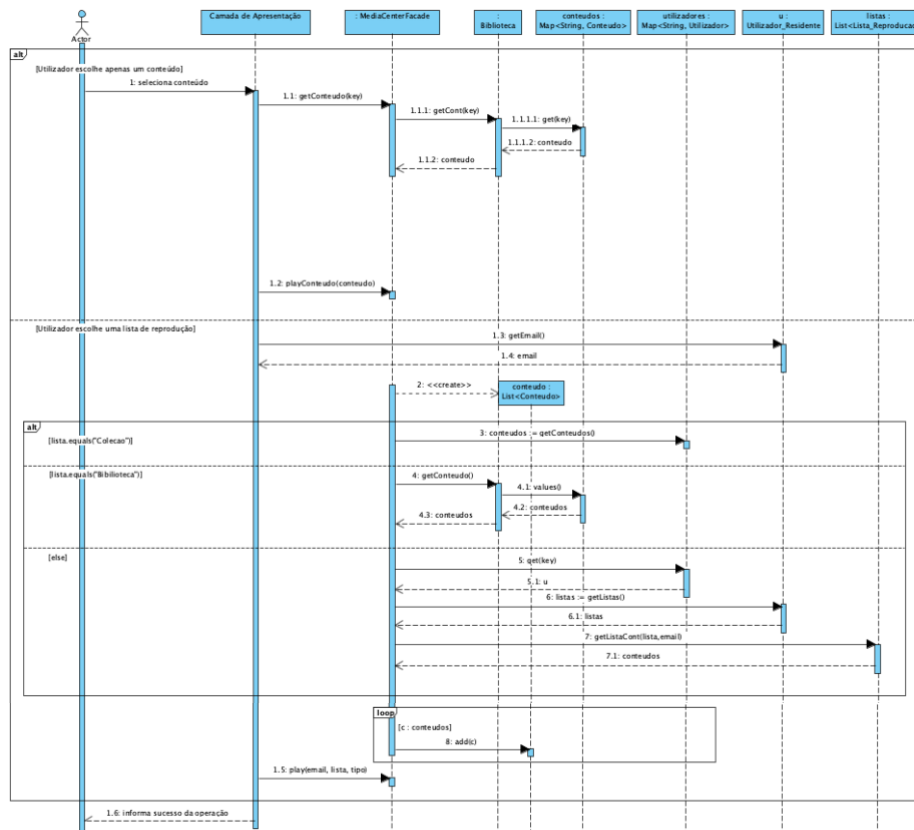 Actor
Camada de Apresentação
: MediaCenterFacade
:
Biblioteca
conteudos :
Map<String, Conteudo>
utilizadores :
Map<String, Utilizador>
u :
Utilizador_Residente
listas :
List<Lista_Reproducao
alt
[Utilizador escolhe apenas um conteúdo]
1: seleciona conteúdo
1.1: getConteudo(key)
1.1.1: getCont(key)
1.1.1.1: get(key)
1.1.1.2: conteudo
1.1.2: conteudo
1.2: playConteudo(conteudo)
[Utilizador escolhe uma lista de reprodução]
1.3: getEmail()
1.4: email
2: <<create>>
conteudo :
List<Conteudo>
alt
[lista.equals("Colecao")]
3: conteudos := getConteudos()
[lista.equals("Bibilioteca")]
4: getConteudo()
4.1: values()
4.2: conteudos
4.3: conteudos
[else]
5: get(key)
5.1: u
6: listas := getListas()
6.1: listas
7: getListaCont(lista,email)
7.1: conteudos
loop
[c : conteudos]
8: add(c)
1.5: play(email, lista, tipo)
1.6: informa sucesso da operação